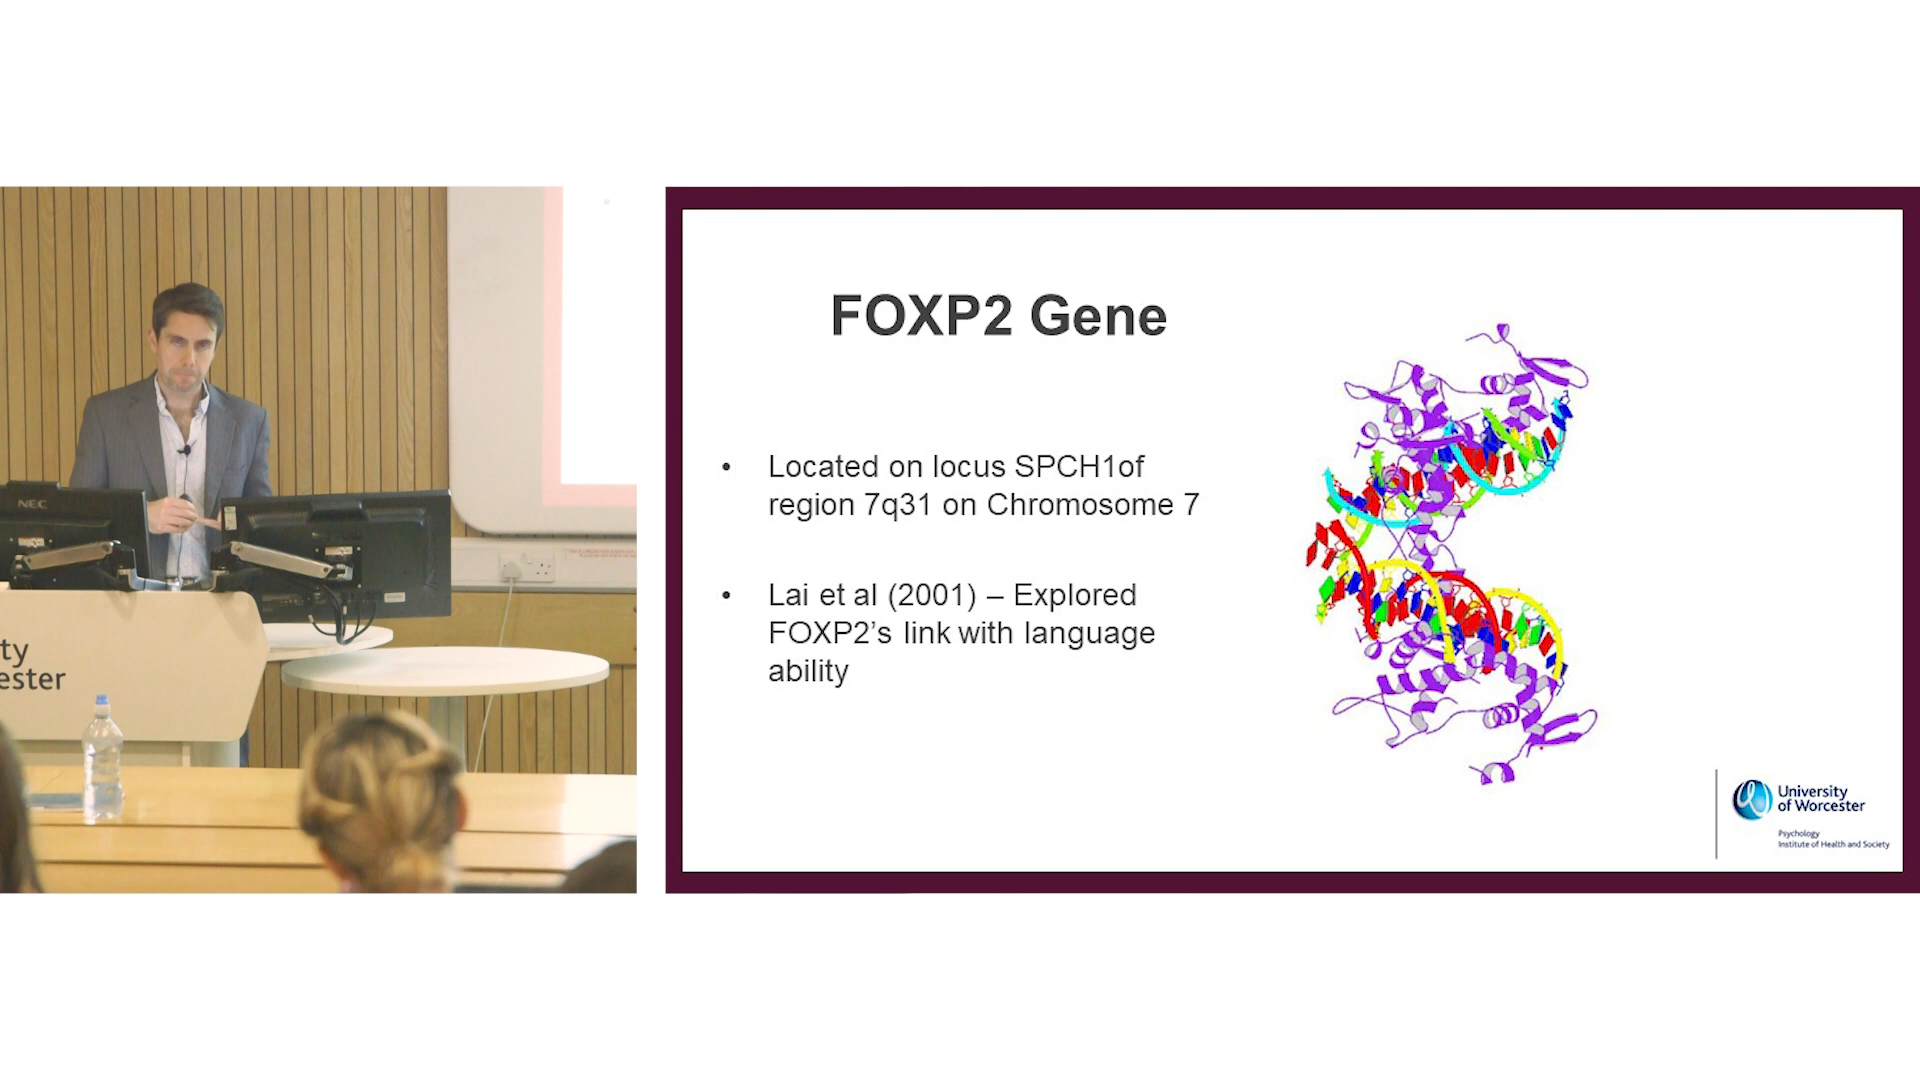 NEC
ty
ester
FOXP2 Gene
• Located on locus SPCH1of
region 7q31 on Chromosome 7
• Lai et al (2001) – Explored
FOXP2’s link with language
ability
University
of Worcester
Psychology
Institute of Health and Society